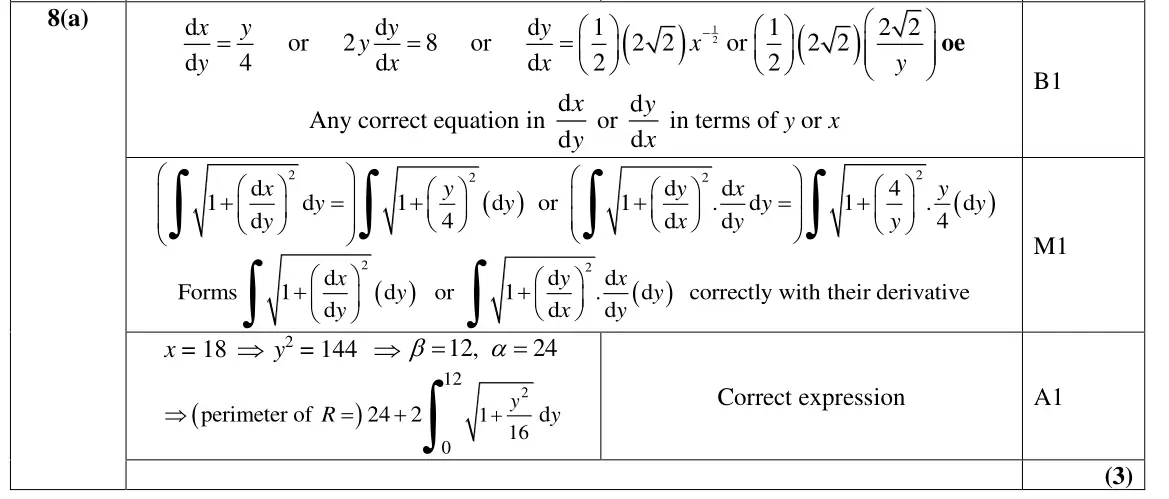 8(a)
dx/dy = y/4 or 2y dy/dx = 8 or dy/dx = (1/2)(2√2)x^(−1/2) or (1/2)(2√2)(2√2/y) oe
B1
Any correct equation in dx/dy or dy/dx in terms of y or x
(∫√(1+(dx/dy)²) dy =) ∫√(1+(y/4)²) (dy) or (∫√(1+(dy/dx)²) . dx/dy dy =) ∫√(1+(4/y)²) . y/4 (dy)
M1
Forms ∫√(1+(dx/dy)²) (dy) or ∫√(1+(dy/dx)²) . dx/dy (dy) correctly with their derivative
x = 18 ⇒ y² = 144 ⇒ β = 12, α = 24
⇒ (perimeter of R =) 24 + 2∫₀¹² √(1+y²/16) dy
Correct expression
A1
(3)